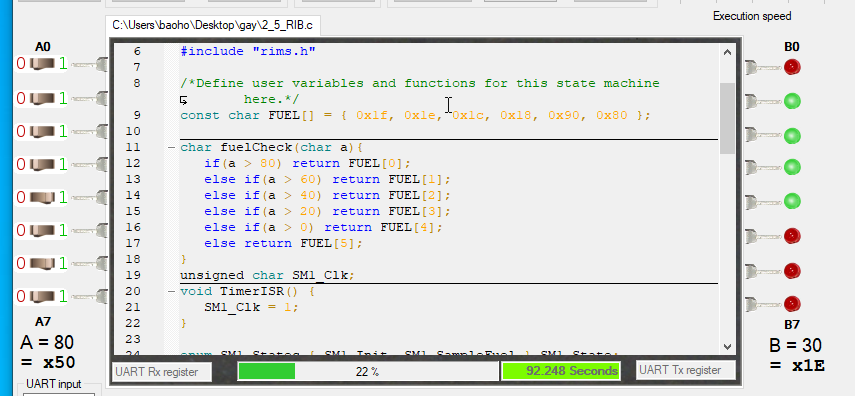 Execution speed
C:\Users\baoho\Desktop\gay\2_5_RIB.c
A0
B0
0 1
0 1
0 1
0 1
0 1
0 1
0 1
0 1
6 #include "rims.h"
7
8 /*Define user variables and functions for this state machine
here.*/
9 const char FUEL[] = { 0x1f, 0x1e, 0x1c, 0x18, 0x90, 0x80 };
10
11 char fuelCheck(char a){
12 if(a > 80) return FUEL[0];
13 else if(a > 60) return FUEL[1];
14 else if(a > 40) return FUEL[2];
15 else if(a > 20) return FUEL[3];
16 else if(a > 0) return FUEL[4];
17 else return FUEL[5];
18 }
19 unsigned char SM1_Clk;
20 void TimerISR() {
21 SM1_Clk = 1;
22 }
23
24 enum SM1_States { SM1_Init, SM1_SampleFuel } SM1_State;
A7
A = 80
= x50
B7
B = 30
= x1E
UART Rx register
22 %
92.248 Seconds
UART Tx register
UART input